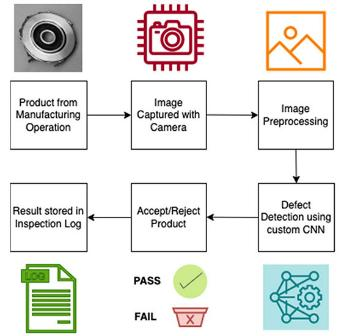 Product from
Manufacturing
Operation
Image
Captured with
Camera
Image
Preprocessing
Defect
Detection using
custom CNN
Accept/Reject
Product
Result stored in
Inspection Log
LOG
PASS
FAIL
X